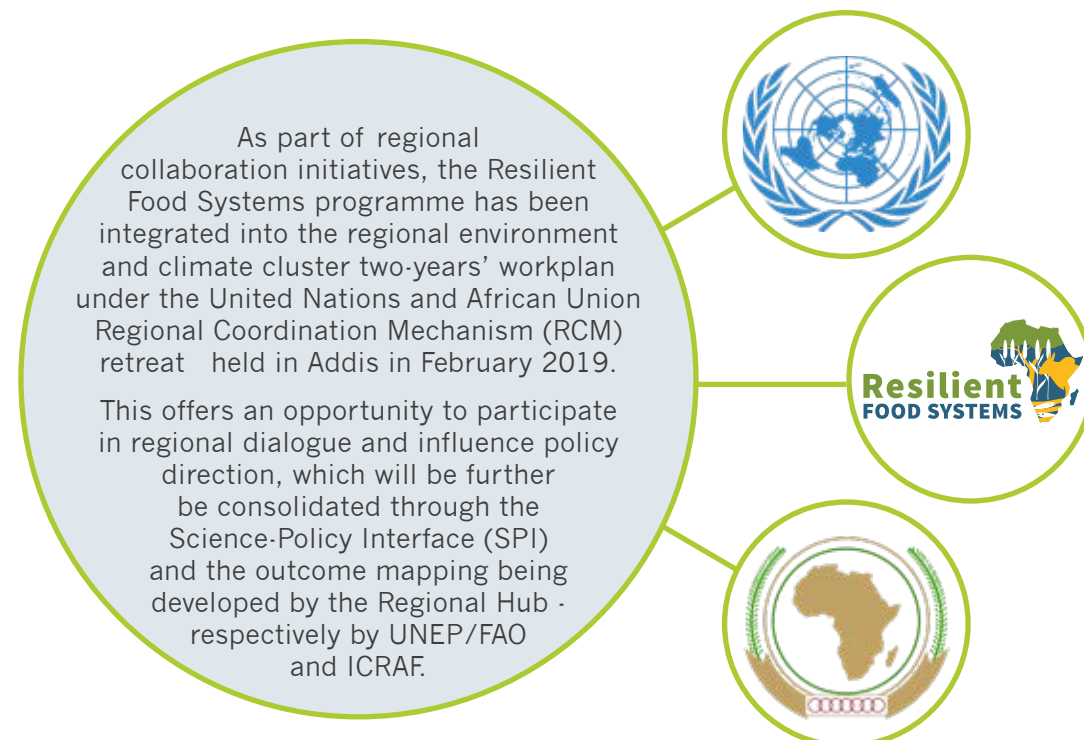 As part of regional
collaboration initiatives, the Resilient
Food Systems programme has been
integrated into the regional environment
and climate cluster two-years’ workplan
under the United Nations and African Union
Regional Coordination Mechanism (RCM)
retreat held in Addis in February 2019.
This offers an opportunity to participate
in regional dialogue and influence policy
direction, which will be further
be consolidated through the
Science-Policy Interface (SPI)
and the outcome mapping being
developed by the Regional Hub -
respectively by UNEP/FAO
and ICRAF.
Resilient
FOOD SYSTEMS